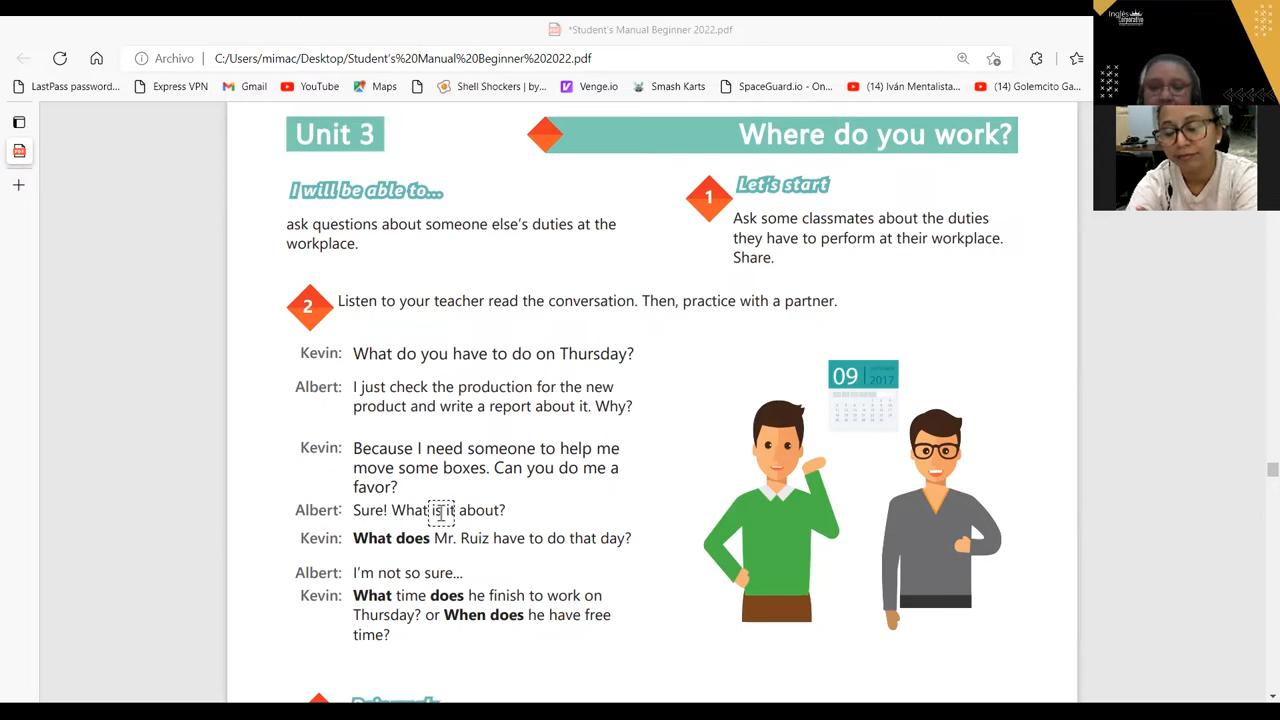 *Student's Manual Beginner 2022.pdf
Archivo C:/Users/mimac/Desktop/Student's%20Manual%20Beginner%202022.pdf
LastPass password... Express VPN Gmail YouTube Maps Shell Shockers | by... Venge.io Smash Karts SpaceGuard.io - On... (14) Iván Mentalista... (14) Golemcito Ga...
Inglés
Corporativo
Unit 3 Where do you work?
I will be able to...
ask questions about someone else's duties at the
workplace.
1 Let's start
Ask some classmates about the duties
they have to perform at their workplace.
Share.
2 Listen to your teacher read the conversation. Then, practice with a partner.
Kevin: What do you have to do on Thursday?
Albert: I just check the production for the new
product and write a report about it. Why?
Kevin: Because I need someone to help me
move some boxes. Can you do me a
favor?
Albert: Sure! What is it about?
Kevin: What does Mr. Ruiz have to do that day?
Albert: I'm not so sure...
Kevin: What time does he finish to work on
Thursday? or When does he have free
time?
09 2017